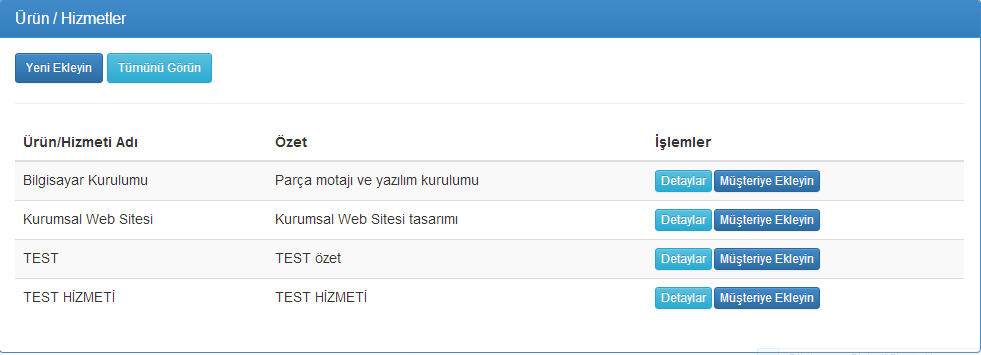 Ürün / Hizmetler
Yeni Ekleyin Tümünü Görün
Ürün/Hizmeti Adı Özet İşlemler
Bilgisayar Kurulumu Parça motajı ve yazılım kurulumu Detaylar Müşteriye Ekleyin
Kurumsal Web Sitesi Kurumsal Web Sitesi tasarımı Detaylar Müşteriye Ekleyin
TEST TEST özet Detaylar Müşteriye Ekleyin
TEST HİZMETİ TEST HİZMETİ Detaylar Müşteriye Ekleyin